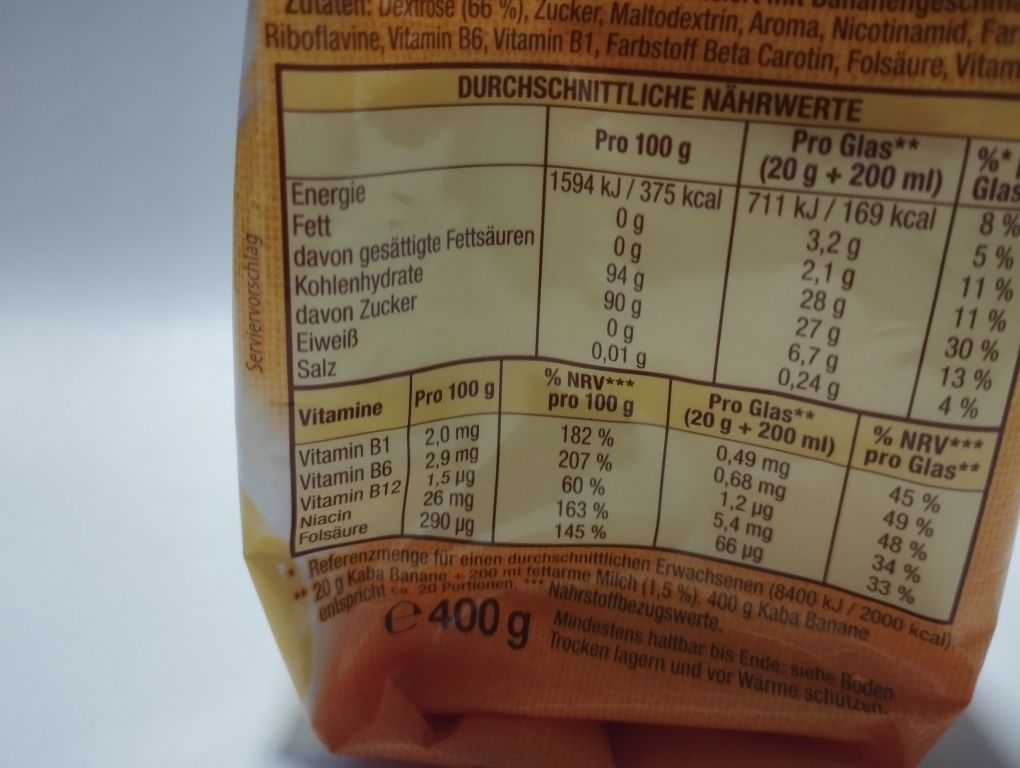 Zutaten: Dextrose (66 %), Zucker, Maltodextrin, Aroma, Nicotinamid,
Riboflavine, Vitamin B6, Vitamin B1, Farbstoff Beta Carotin, Folsäure, Vitam
DURCHSCHNITTLICHE NÄHRWERTE
Pro 100 g Pro Glas** (20 g + 200 ml) %* Glas
Energie 1594 kJ / 375 kcal 711 kJ / 169 kcal 8 %
Fett 0 g 3,2 g 5 %
davon gesättigte Fettsäuren 0 g 2,1 g 11 %
Kohlenhydrate 94 g 28 g 11 %
davon Zucker 90 g 27 g 30 %
Eiweiß 0 g 6,7 g 13 %
Salz 0,01 g 0,24 g 4 %
Vitamine Pro 100 g % NRV*** pro 100 g Pro Glas** (20 g + 200 ml) % NRV*** pro Glas**
Vitamin B1 2,0 mg 182 % 0,49 mg 45 %
Vitamin B6 2,9 mg 207 % 0,68 mg 49 %
Vitamin B12 1,5 µg 60 % 1,2 µg 48 %
Niacin 26 mg 163 % 5,4 mg 34 %
Folsäure 290 µg 145 % 66 µg 33 %
* Referenzmenge für einen durchschnittlichen Erwachsenen (8400 kJ / 2000 kcal).
** 20 g Kaba Banane + 200 ml fettarme Milch (1,5 %). 400 g Kaba Banane
entspricht ca. 20 Portionen. *** Nährstoffbezugswerte.
e 400 g
Mindestens haltbar bis Ende: siehe Boden
Trocken lagern und vor Wärme schützen.
Serviervorschlag